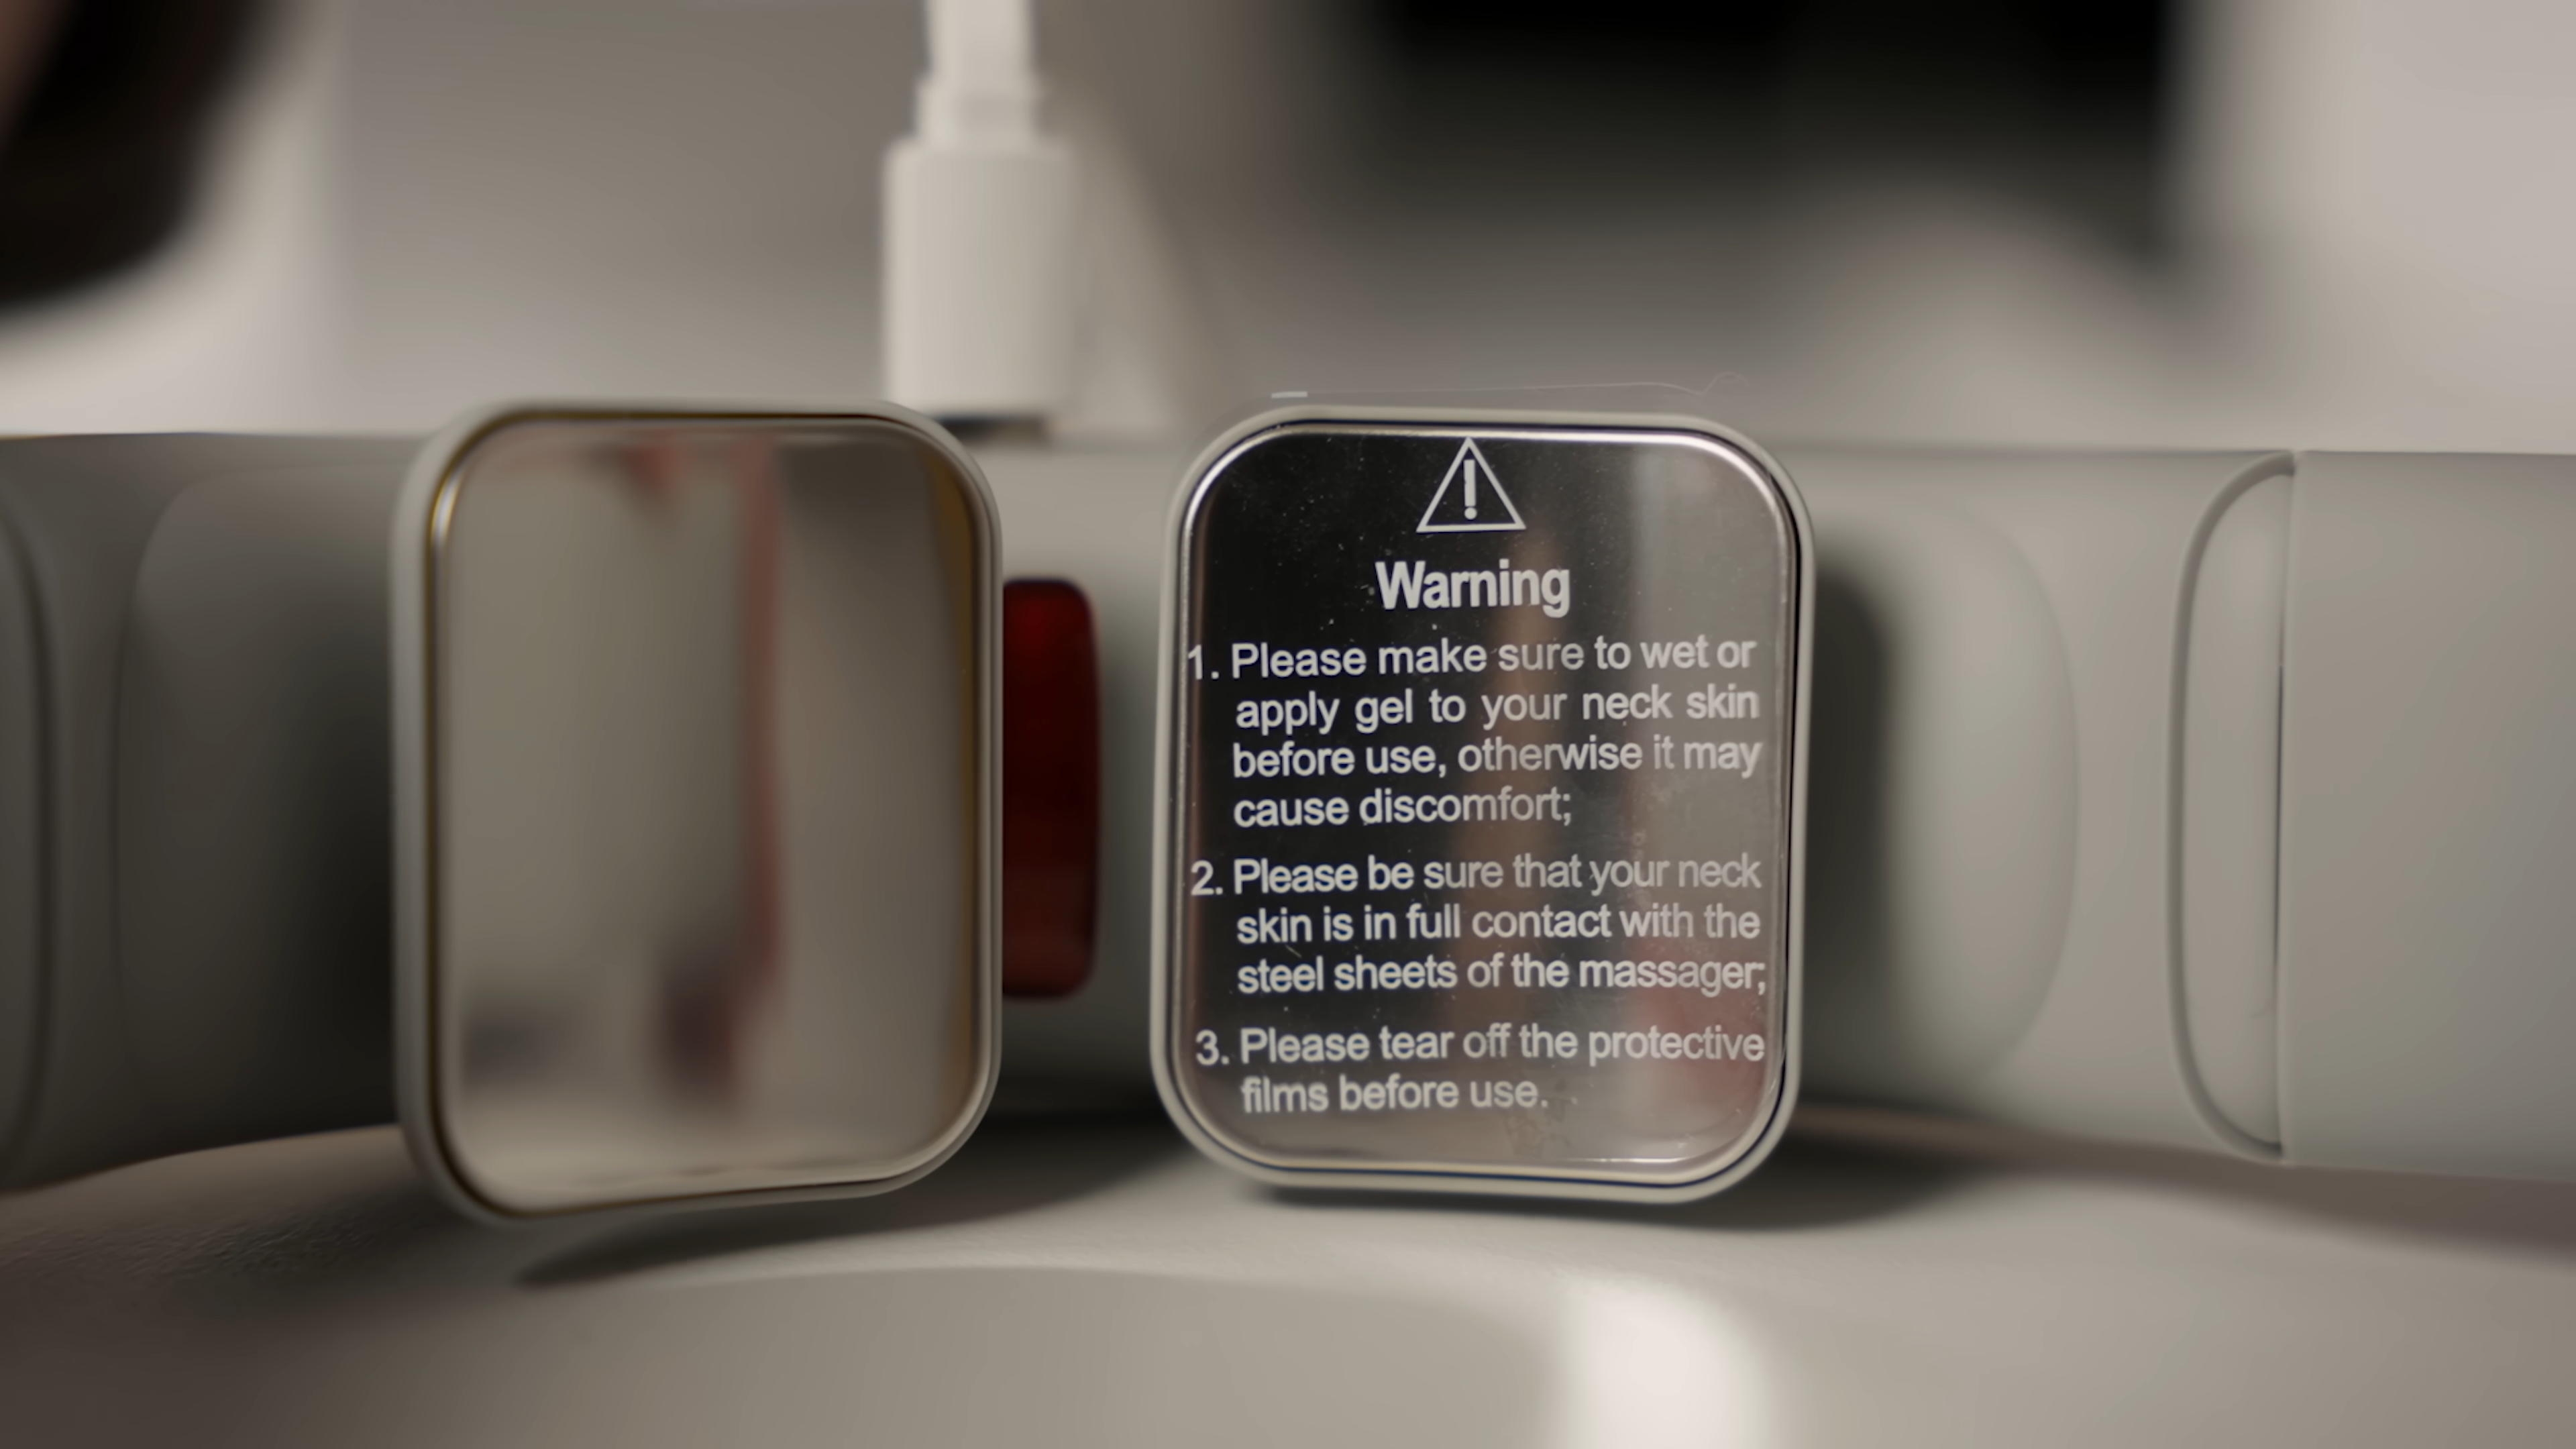 Warning
1. Please make sure to wet or
apply gel to your neck skin
before use, otherwise it may
cause discomfort;
2. Please be sure that your neck
skin is in full contact with the
steel sheets of the massager;
3. Please tear off the protective
films before use.